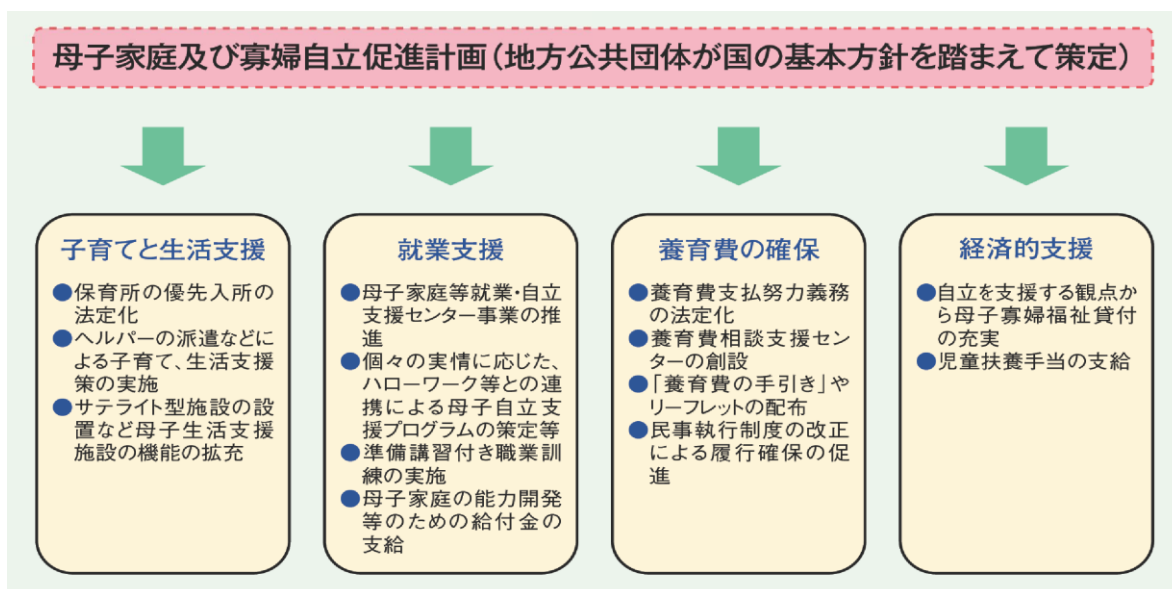 母子家庭及び寡婦自立促進計画(地方公共団体が国の基本方針を踏まえて策定)
子育てと生活支援
●保育所の優先入所の
法定化
●ヘルパーの派遣などに
よる子育て、生活支援
策の実施
●サテライト型施設の設
置など母子生活支援
施設の機能の拡充
就業支援
●母子家庭等就業・自立
支援センター事業の推
進
●個々の実情に応じた、
ハローワーク等との連
携による母子自立支
援プログラムの策定等
●準備講習付き職業訓
練の実施
●母子家庭の能力開発
等のための給付金の
支給
養育費の確保
●養育費支払努力義務
の法定化
●養育費相談支援セン
ターの創設
●「養育費の手引き」や
リーフレットの配布
●民事執行制度の改正
による履行確保の促
進
経済的支援
●自立を支援する観点か
ら母子寡婦福祉貸付
の充実
●児童扶養手当の支給